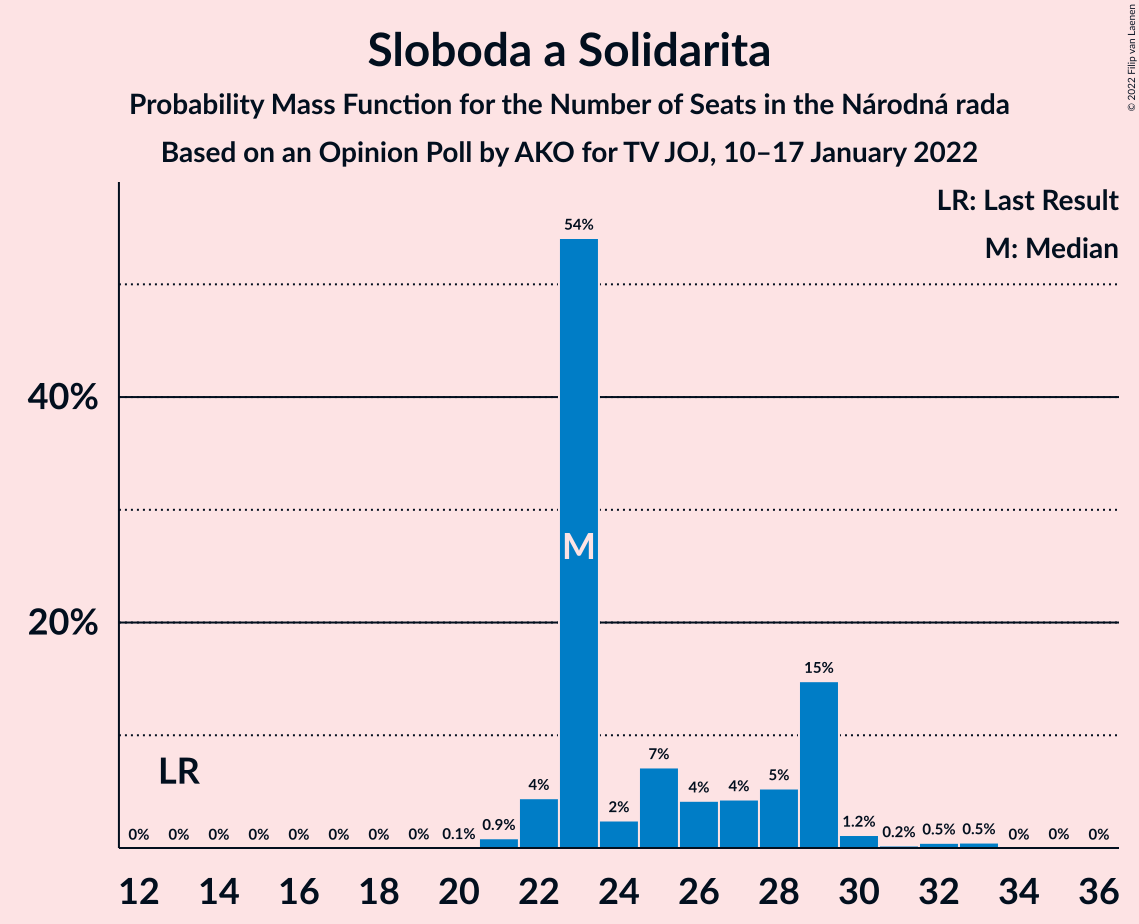 Sloboda a Solidarita
Probability Mass Function for the Number of Seats in the Národná rada
Based on an Opinion Poll by AKO for TV JOJ, 10–17 January 2022
© 2022 Filip van Laenen
LR: Last Result
M: Median
54%
40%
M
20%
15%
LR
0% 0% 0% 0% 0% 0% 0% 0% 0.1% 0.9% 4% 2% 7% 4% 4% 5% 1.2% 0.2% 0.5% 0.5% 0% 0% 0%
12 14 16 18 20 22 24 26 28 30 32 34 36